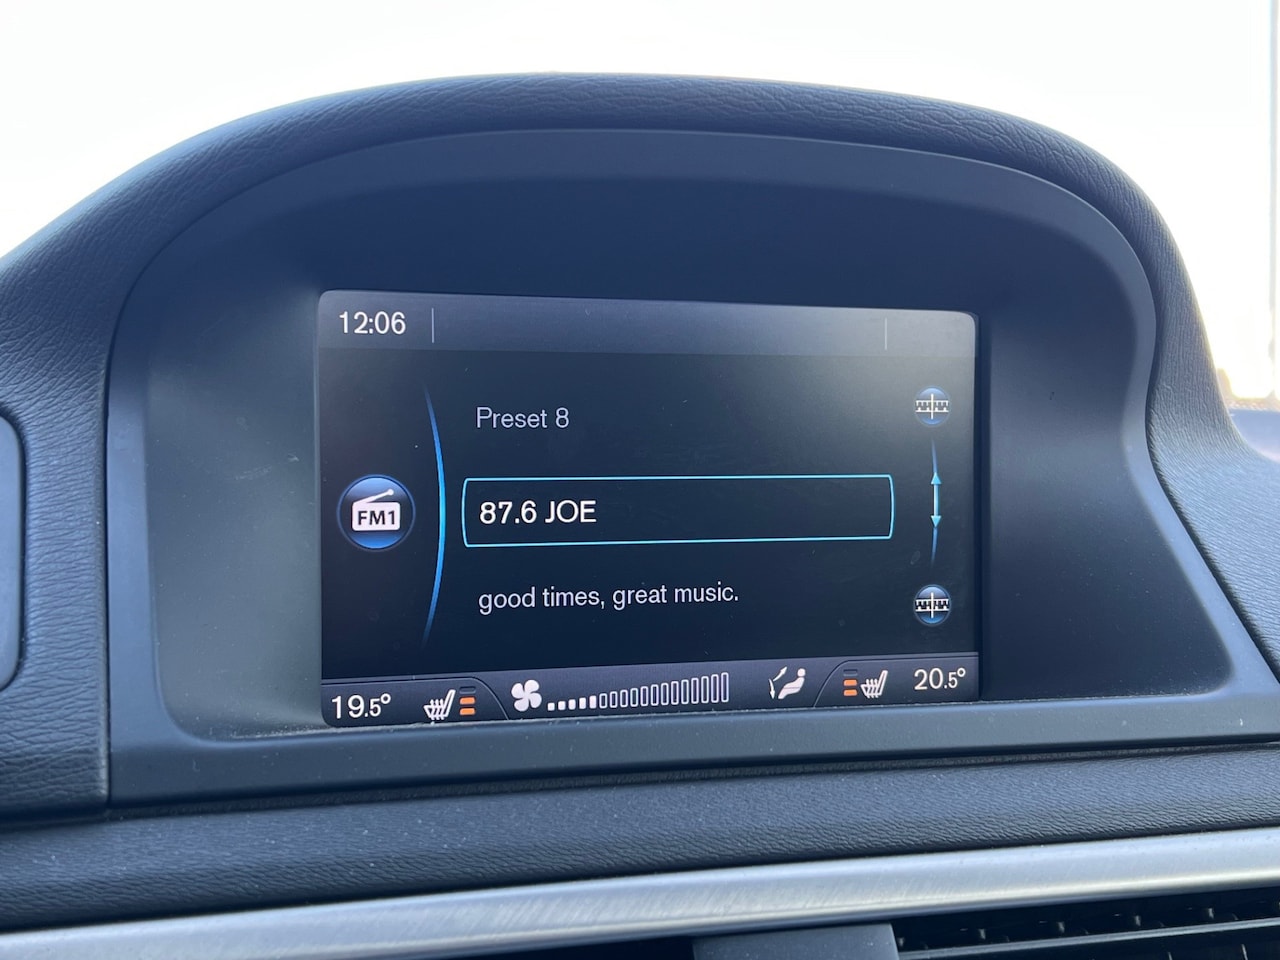 12:06
Preset 8
FM1
87.6 JOE
good times, great music.
19.5°
20.5°